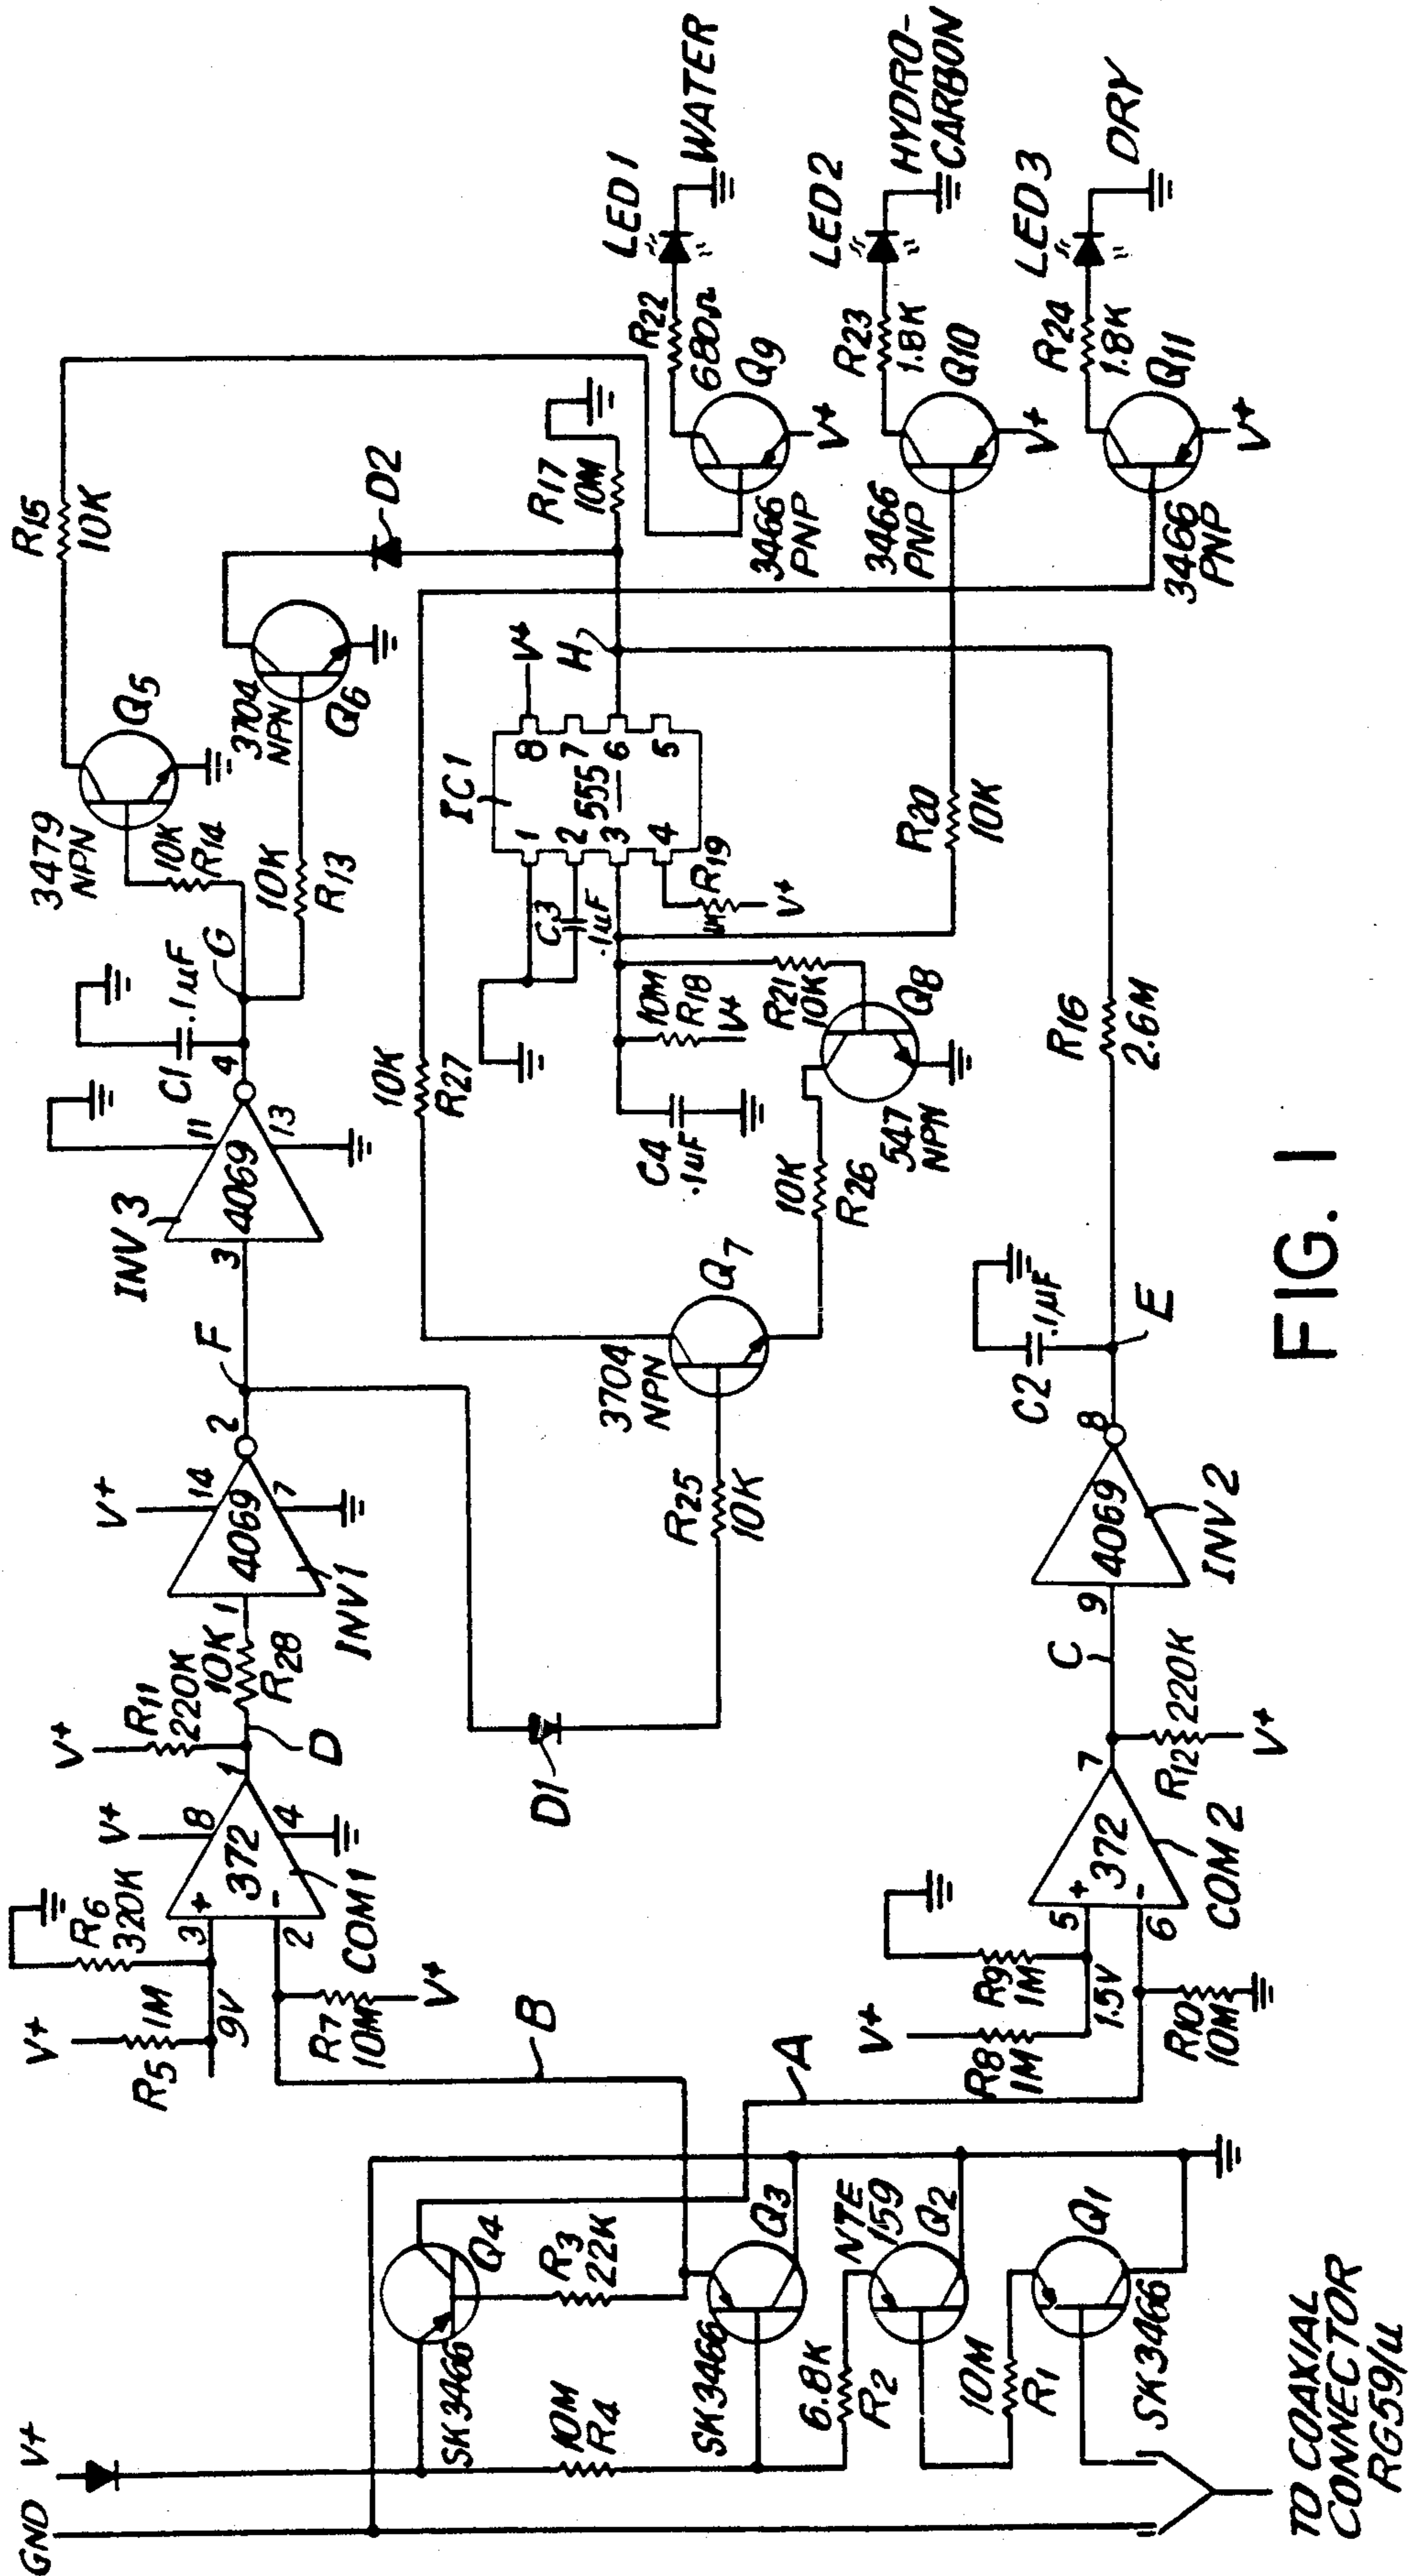 R15
10K
3479
NPN
Q5
10K
R14
3704
NPN
Q6
10K
R13
D2
G
C1
.1µF
4
11
13
4069
INV 3
3
F
2
V+
14
7
4069
INV1
1
10K
R28
V+
R11
220K
D
1
V+
8
4
372
+
-
COM1
R6
320K
3
2
V+
R5
1M
9V
R7
10M
V+
B
10K
R27
IC1
555
1
2
3
4
5
6
7
8
V+
H
R17
10M
C3
.1µF
R19
1M
V+
10M
R18
V+
C4
.1µF
R21
10K
Q8
547
NPN
10K
R26
Q7
3704
NPN
R25
10K
D1
R20
10K
R16
2.6M
LED1
WATER
R22
680Ω
Q9
3466
PNP
V+
LED2
HYDRO-
CARBON
R23
1.8K
Q10
3466
PNP
V+
LED3
DRY
R24
1.8K
Q11
3466
PNP
V+
C2
.1µF
E
8
4069
INV 2
9
C
7
R12
220K
V+
372
+
-
COM 2
5
6
R9
1M
1.5V
V+
R8
1M
R10
10M
A
Q4
SK3466
R3
22K
Q3
SK3466
10M
R4
NTE
159
Q2
6.8K
R2
Q1
SK3466
10M
R1
GND
V+
TO COAXIAL
CONNECTOR
RG59/u
FIG. 1